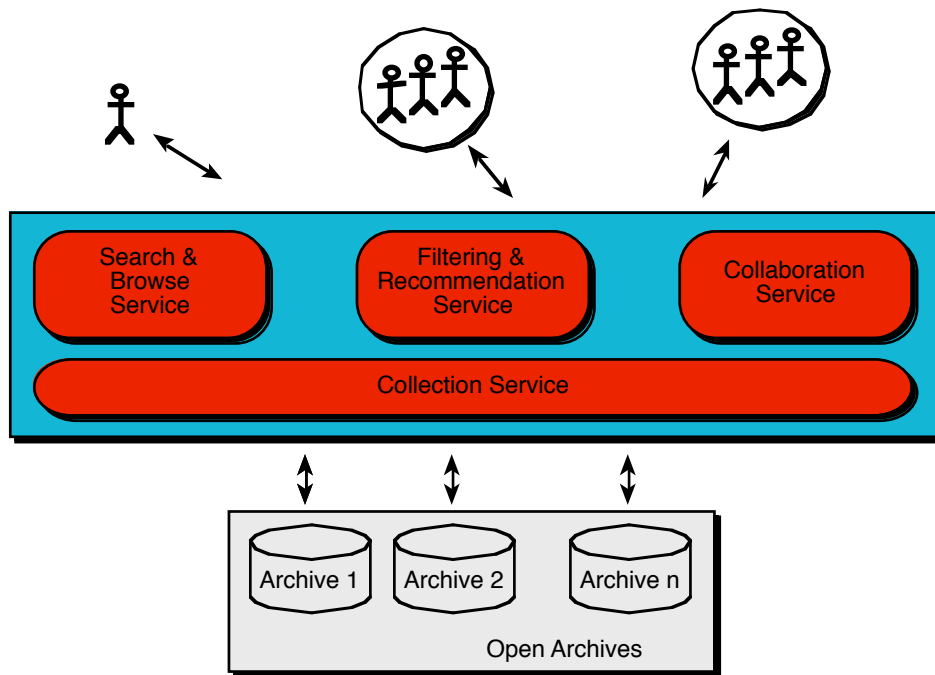 Search &
Browse
Service
Filtering &
Recommendation
Service
Collaboration
Service
Collection Service
Archive 1
Archive 2
Archive n
Open Archives